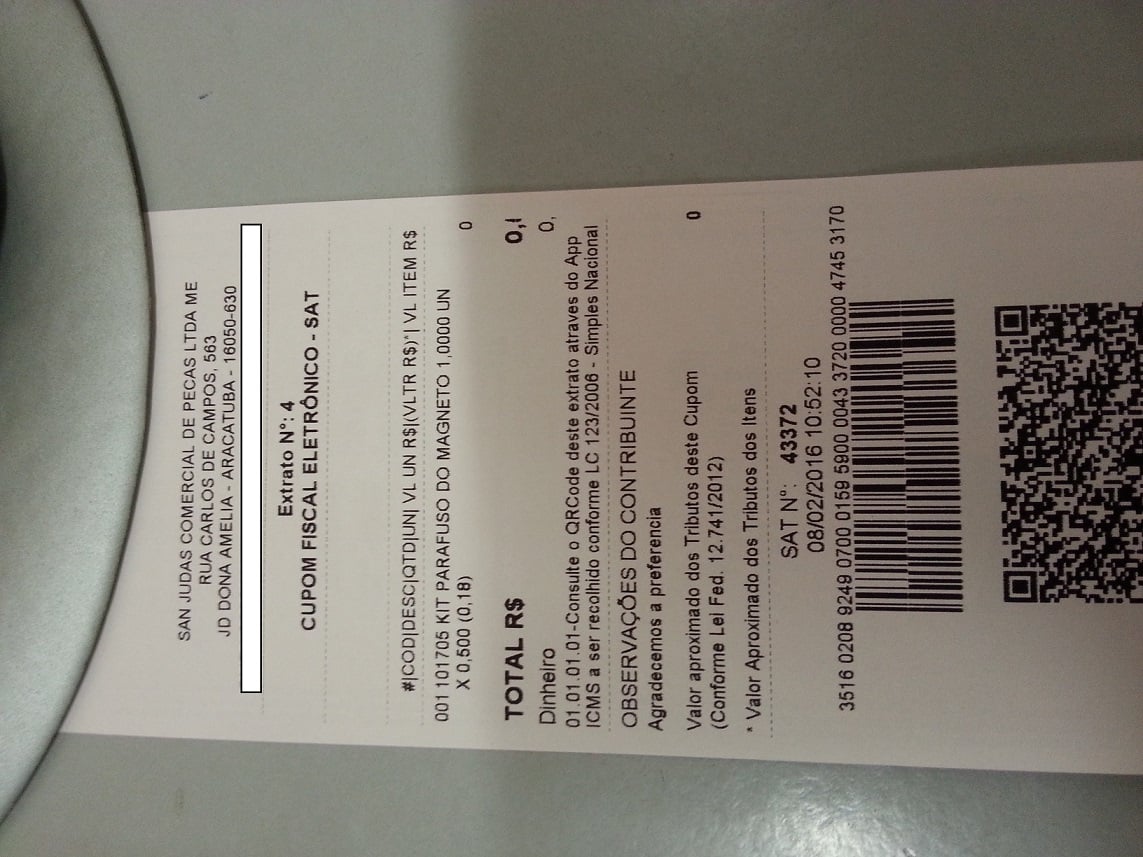 SAN JUDAS COMERCIAL DE PECAS LTDA ME
RUA CARLOS DE CAMPOS, 563
JD DONA AMELIA - ARACATUBA - 16050-630
Extrato N°: 4
CUPOM FISCAL ELETRÔNICO - SAT
#|COD|DESC|QTD|UN| VL UN R$|(VLTR R$)*| VL ITEM R$
001 101705 KIT PARAFUSO DO MAGNETO 1,0000 UN
X 0,500 (0,18) 0
TOTAL R$ 0,
Dinheiro 0,
01.01.01.01-Consulte o QRCode deste extrato atraves do App
ICMS a ser recolhido conforme LC 123/2006 - Simples Nacional
OBSERVAÇÕES DO CONTRIBUINTE
Agradecemos a preferencia
Valor aproximado dos Tributos deste Cupom 0
(Conforme Lei Fed. 12.741/2012)
* Valor Aproximado dos Tributos dos Itens
SAT N°: 43372
08/02/2016 10:52:10
3516 0208 9249 0700 0159 5900 0043 3720 0000 4745 3170